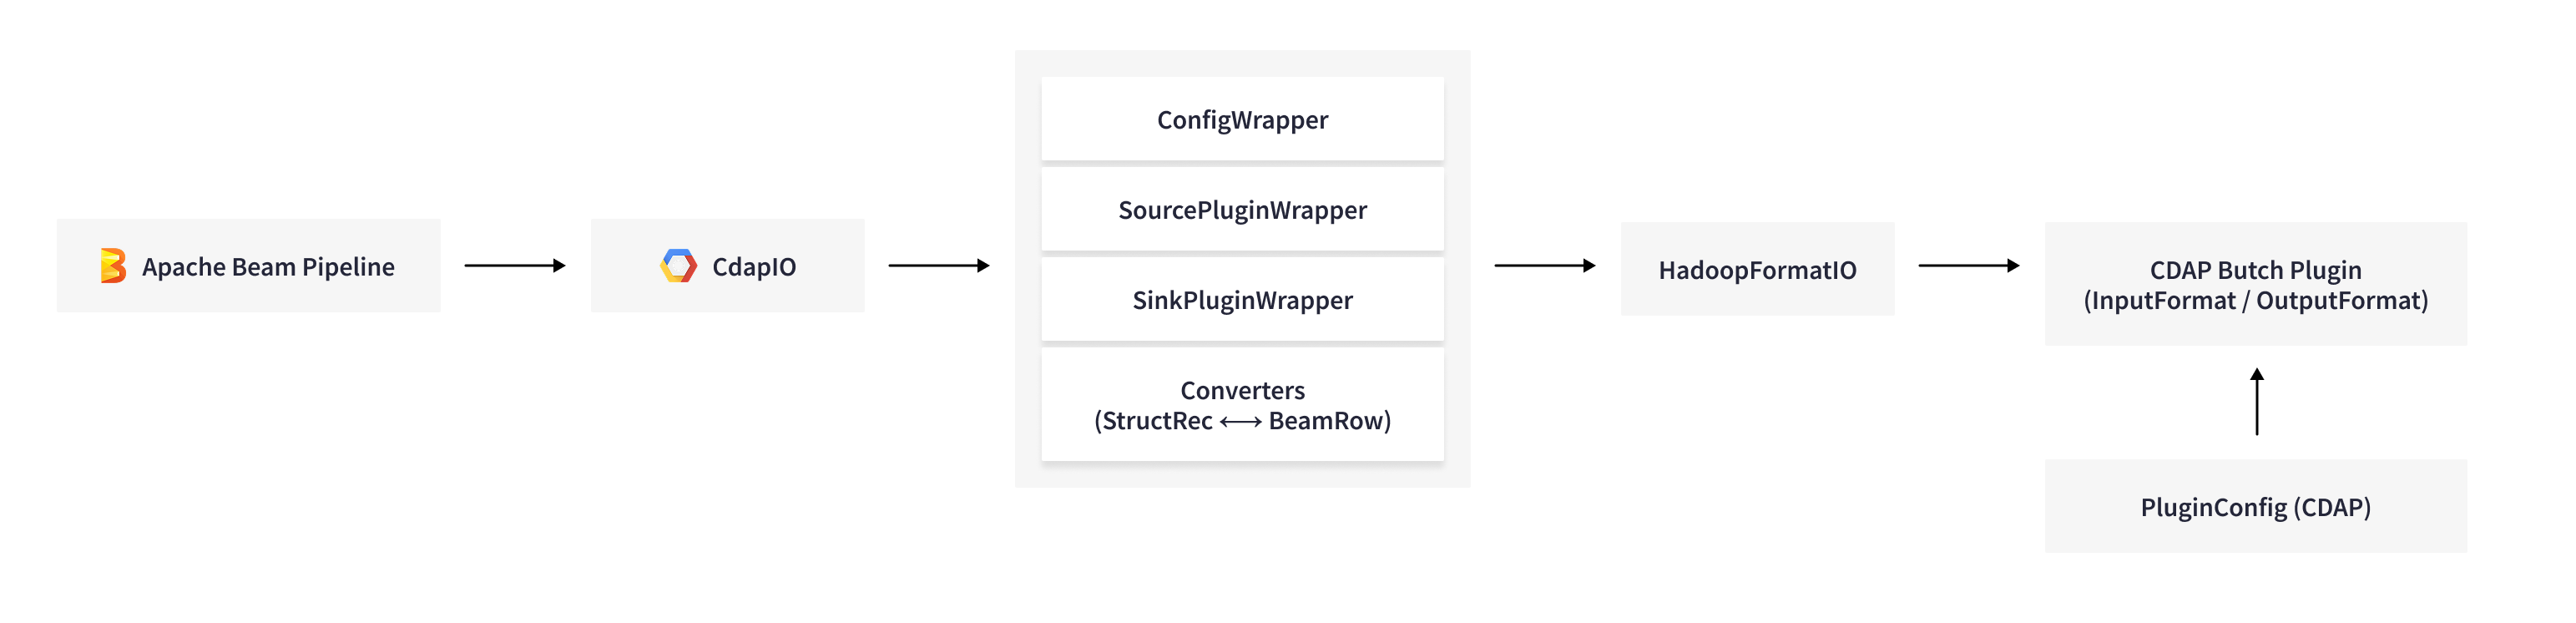 Apache Beam Pipeline
CdapIO
ConfigWrapper
SourcePluginWrapper
SinkPluginWrapper
Converters
(StructRec ⟷ BeamRow)
HadoopFormatIO
CDAP Butch Plugin
(InputFormat / OutputFormat)
PluginConfig (CDAP)